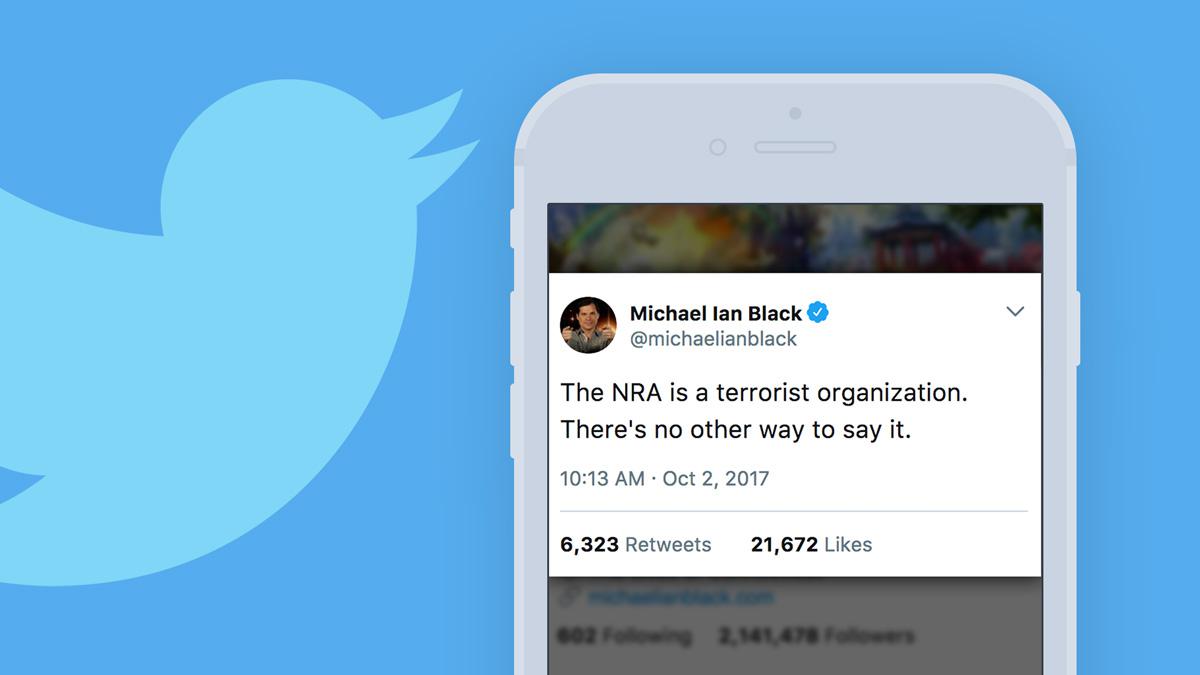 Michael Ian Black
@michaelianblack
The NRA is a terrorist organization.
There's no other way to say it.
10:13 AM · Oct 2, 2017
6,323 Retweets 21,672 Likes
michaelianblack.com
602 Following 2,141,478 Followers